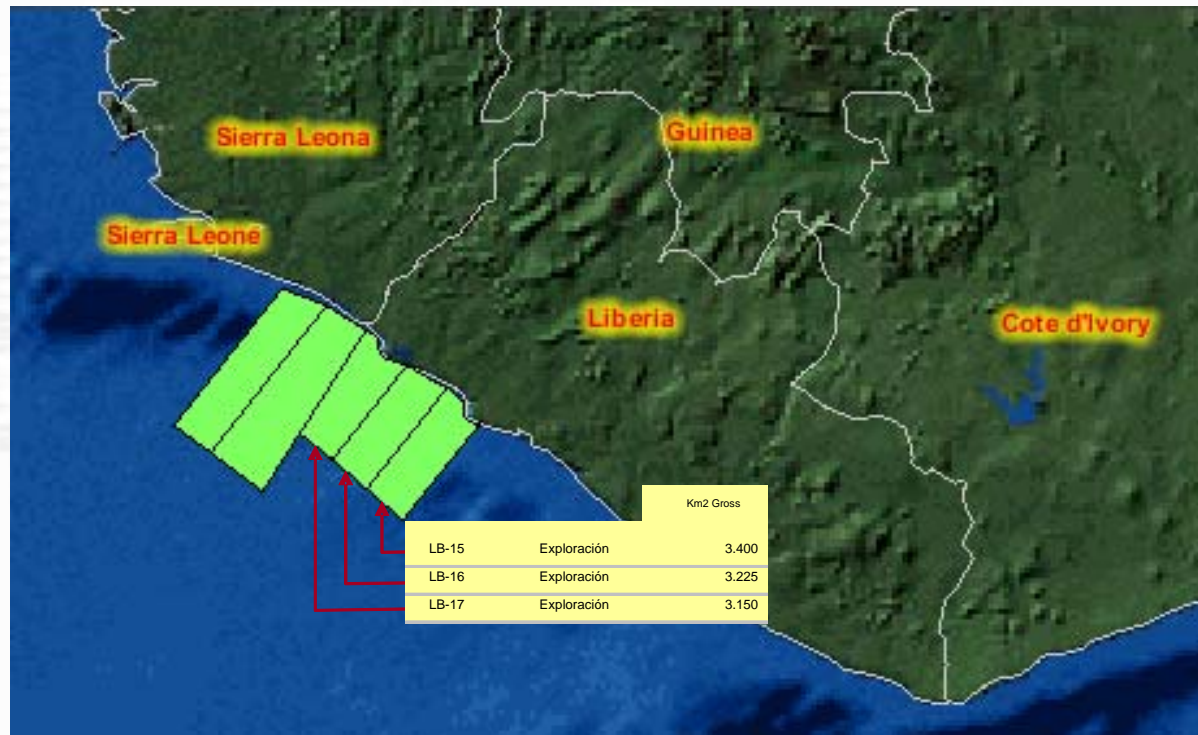 Sierra Leona
Guinea
Sierra Leone
Liberia
Cote d'Ivory
Km2 Gross
LB-15 Exploración 3.400
LB-16 Exploración 3.225
LB-17 Exploración 3.150